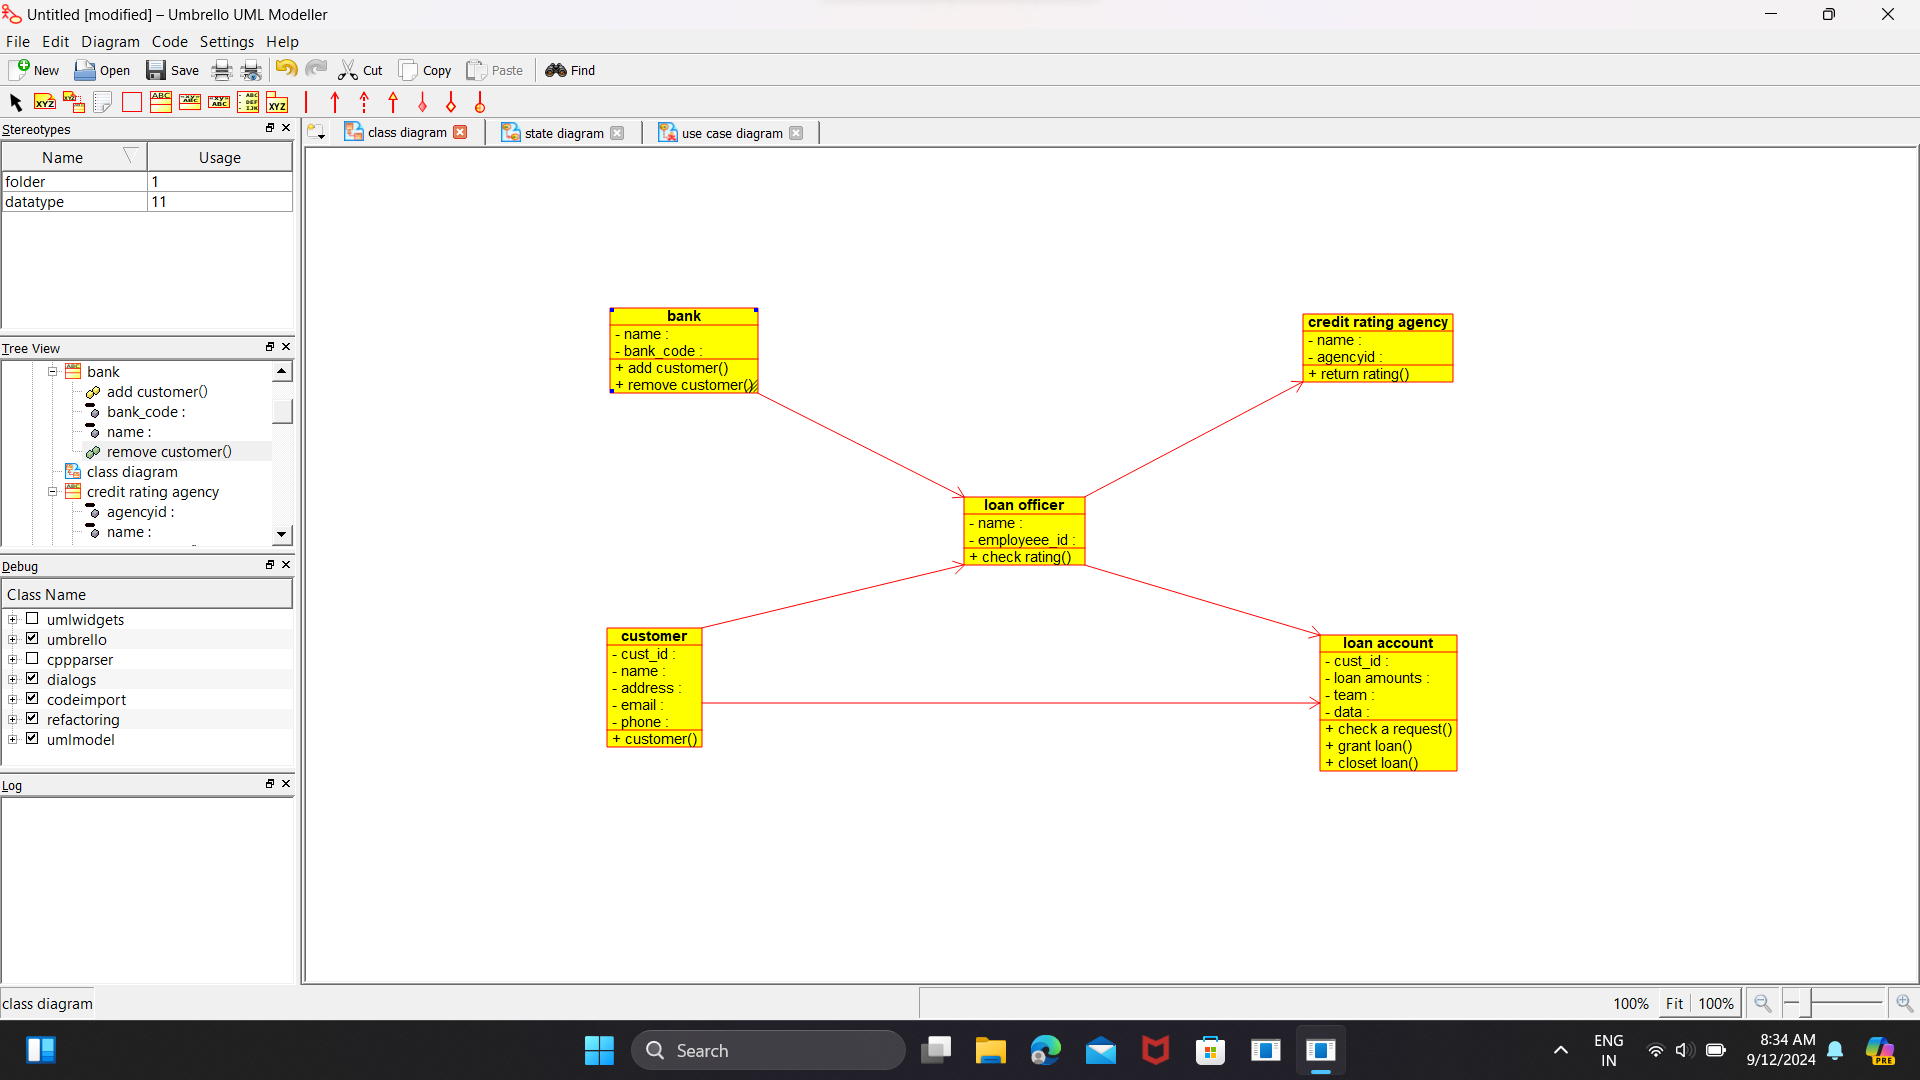 Untitled [modified] – Umbrello UML Modeller
File Edit Diagram Code Settings Help
New Open Save Cut Copy Paste Find
Stereotypes
Name Usage
folder 1
datatype 11
Tree View
bank
add customer()
bank_code :
name :
remove customer()
class diagram
credit rating agency
agencyid :
name :
Debug
Class Name
umlwidgets
umbrello
cppparser
dialogs
codeimport
refactoring
umlmodel
Log
class diagram
class diagram state diagram use case diagram
bank
- name :
- bank_code :
+ add customer()
+ remove customer()
credit rating agency
- name :
- agencyid :
+ return rating()
loan officer
- name :
- employeee_id :
+ check rating()
customer
- cust_id :
- name :
- address :
- email :
- phone :
+ customer()
loan account
- cust_id :
- loan amounts :
- team :
- data :
+ check a request()
+ grant loan()
+ closet loan()
100% Fit 100%
Search
ENG
IN
8:34 AM
9/12/2024
PRE